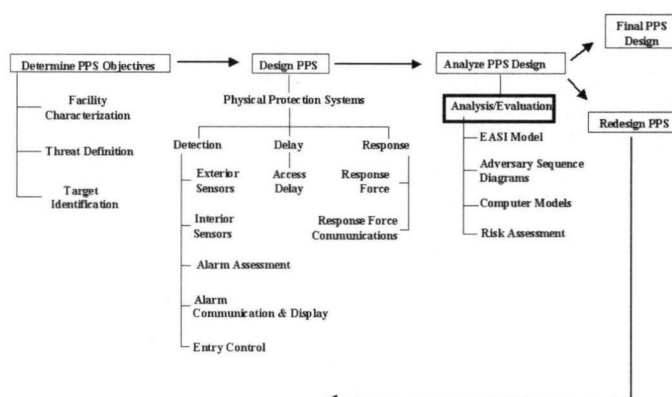 Final PPS
Design
Determine PPS Objectives
Design PPS
Analyze PPS Design
Facility
Characterization
Threat Definition
Target
Identification
Physical Protection Systems
Detection
Delay
Response
Exterior
Sensors
Interior
Sensors
Alarm Assessment
Alarm
Communication & Display
Entry Control
Access
Delay
Response
Force
Response Force
Communications
Analysis/Evaluation
EASI Model
Adversary Sequence
Diagrams
Computer Models
Risk Assessment
Redesign PPS